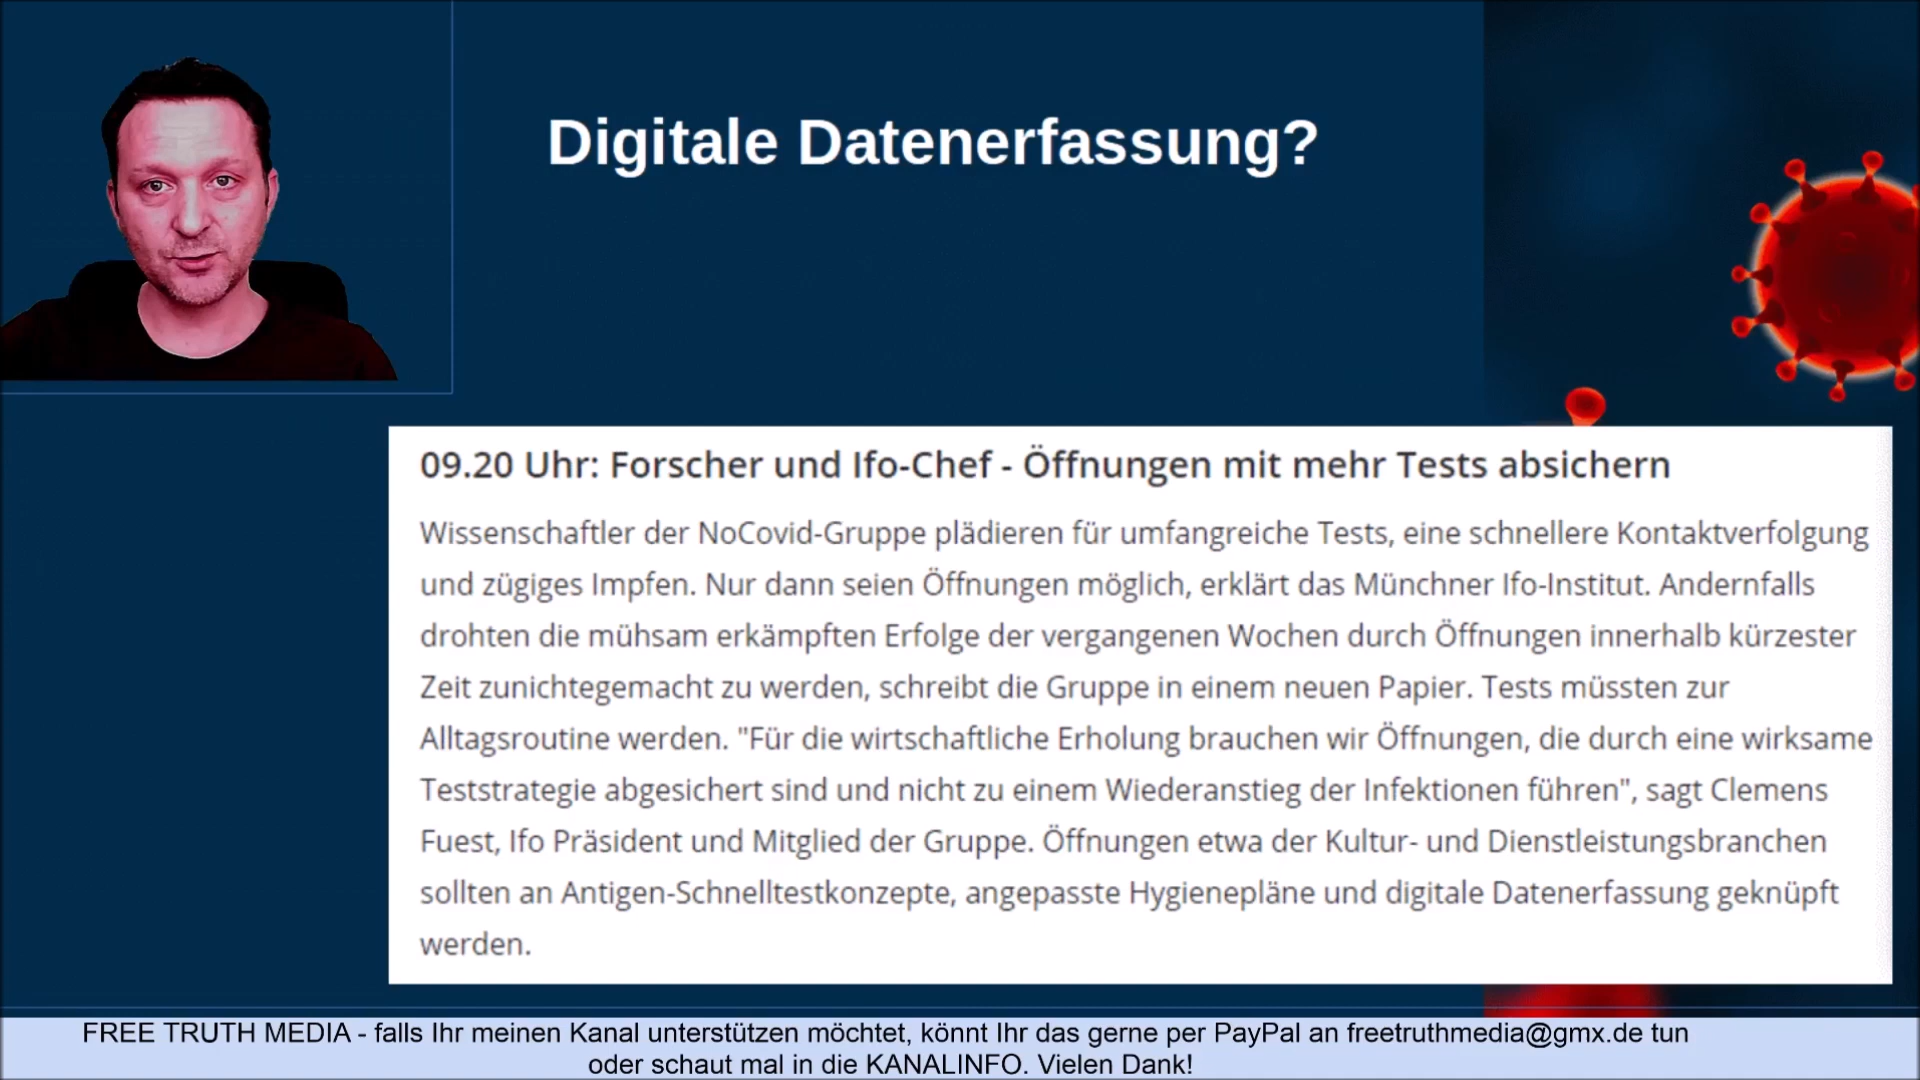 Digitale Datenerfassung?
09.20 Uhr: Forscher und Ifo-Chef - Öffnungen mit mehr Tests absichern
Wissenschaftler der NoCovid-Gruppe plädieren für umfangreiche Tests, eine schnellere Kontaktverfolgung
und zügiges Impfen. Nur dann seien Öffnungen möglich, erklärt das Münchner Ifo-Institut. Andernfalls
drohten die mühsam erkämpften Erfolge der vergangenen Wochen durch Öffnungen innerhalb kürzester
Zeit zunichtegemacht zu werden, schreibt die Gruppe in einem neuen Papier. Tests müssten zur
Alltagsroutine werden. "Für die wirtschaftliche Erholung brauchen wir Öffnungen, die durch eine wirksame
Teststrategie abgesichert sind und nicht zu einem Wiederanstieg der Infektionen führen", sagt Clemens
Fuest, Ifo Präsident und Mitglied der Gruppe. Öffnungen etwa der Kultur- und Dienstleistungsbranchen
sollten an Antigen-Schnelltestkonzepte, angepasste Hygienepläne und digitale Datenerfassung geknüpft
werden.
FREE TRUTH MEDIA - falls Ihr meinen Kanal unterstützen möchtet, könnt Ihr das gerne per PayPal an freetruthmedia@gmx.de tun
oder schaut mal in die KANALINFO. Vielen Dank!